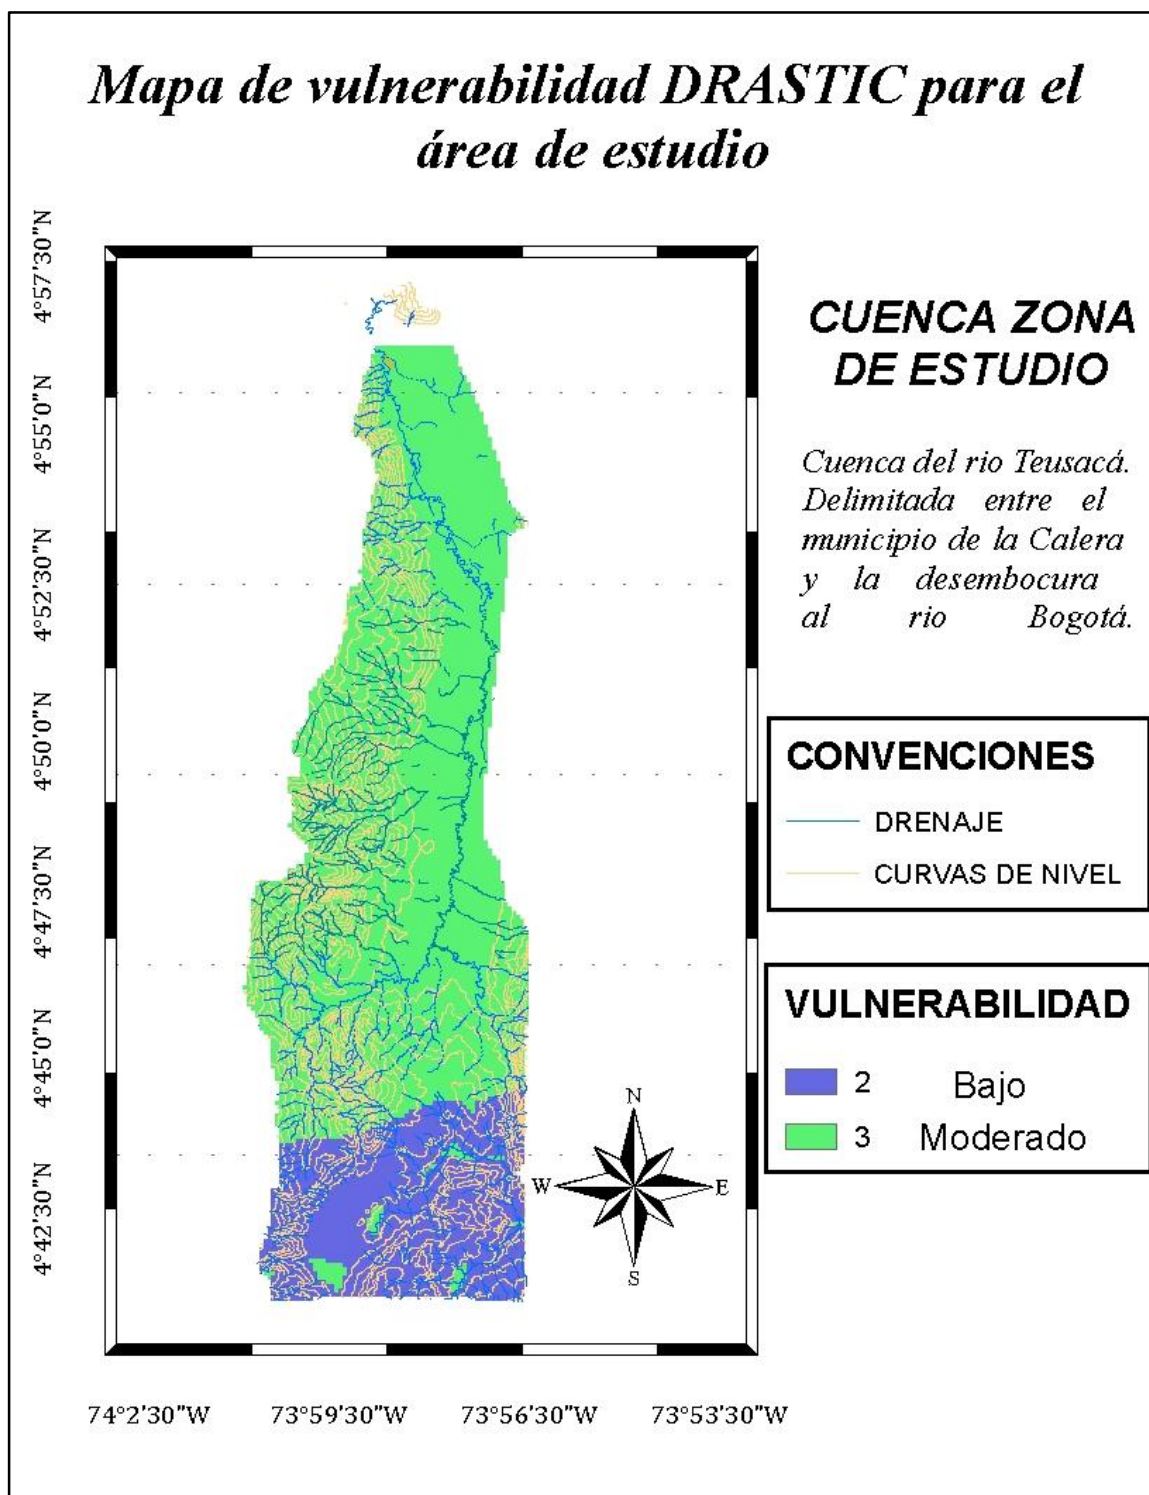 Mapa de vulnerabilidad DRASTIC para el
área de estudio
4°57'30"N
4°55'0"N
4°52'30"N
4°50'0"N
4°47'30"N
4°45'0"N
4°42'30"N
74°2'30"W
73°59'30"W
73°56'30"W
73°53'30"W
CUENCA ZONA
DE ESTUDIO
Cuenca del rio Teusacá.
Delimitada entre el
municipio de la Calera
y la desembocura
al rio Bogotá.
CONVENCIONES
DRENAJE
CURVAS DE NIVEL
VULNERABILIDAD
2 Bajo
3 Moderado
N
W
E
S